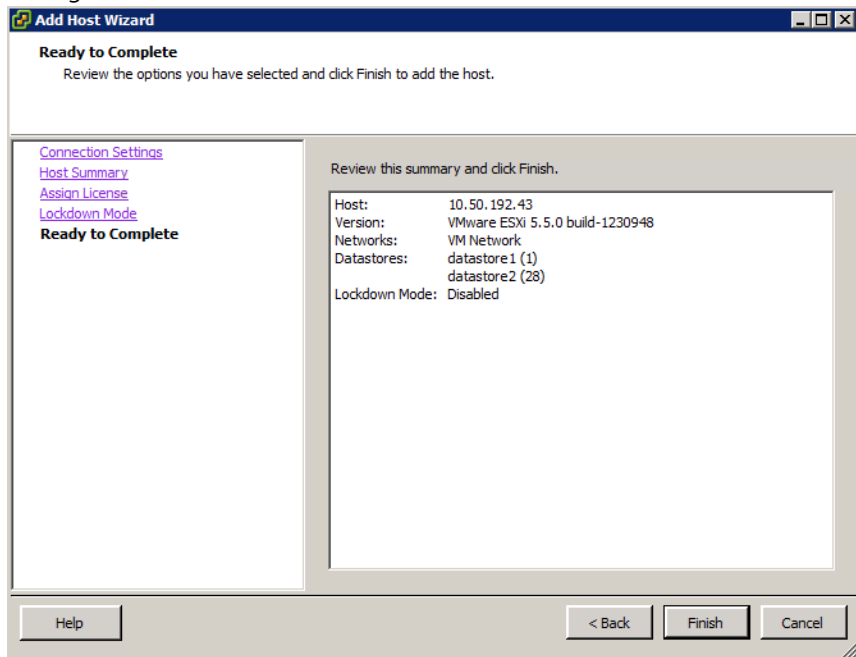 Add Host Wizard
Ready to Complete
Review the options you have selected and click Finish to add the host.
Connection Settings
Host Summary
Assign License
Lockdown Mode
Ready to Complete
Review this summary and click Finish.
Host: 10.50.192.43
Version: VMware ESXi 5.5.0 build-1230948
Networks: VM Network
Datastores: datastore1 (1)
datastore2 (28)
Lockdown Mode: Disabled
Help
< Back
Finish
Cancel